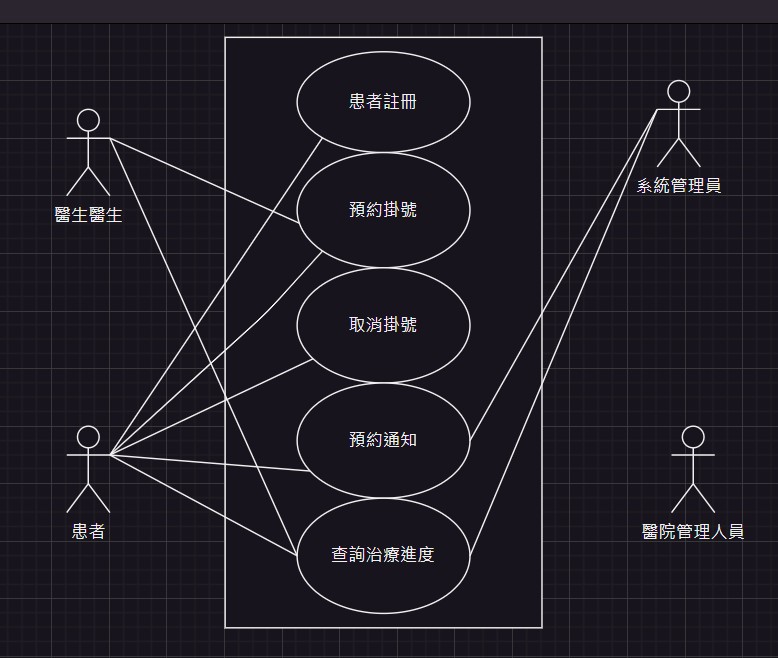 患者註冊
系統管理員
醫生醫生
預約掛號
取消掛號
預約通知
患者
醫院管理人員
查詢治療進度